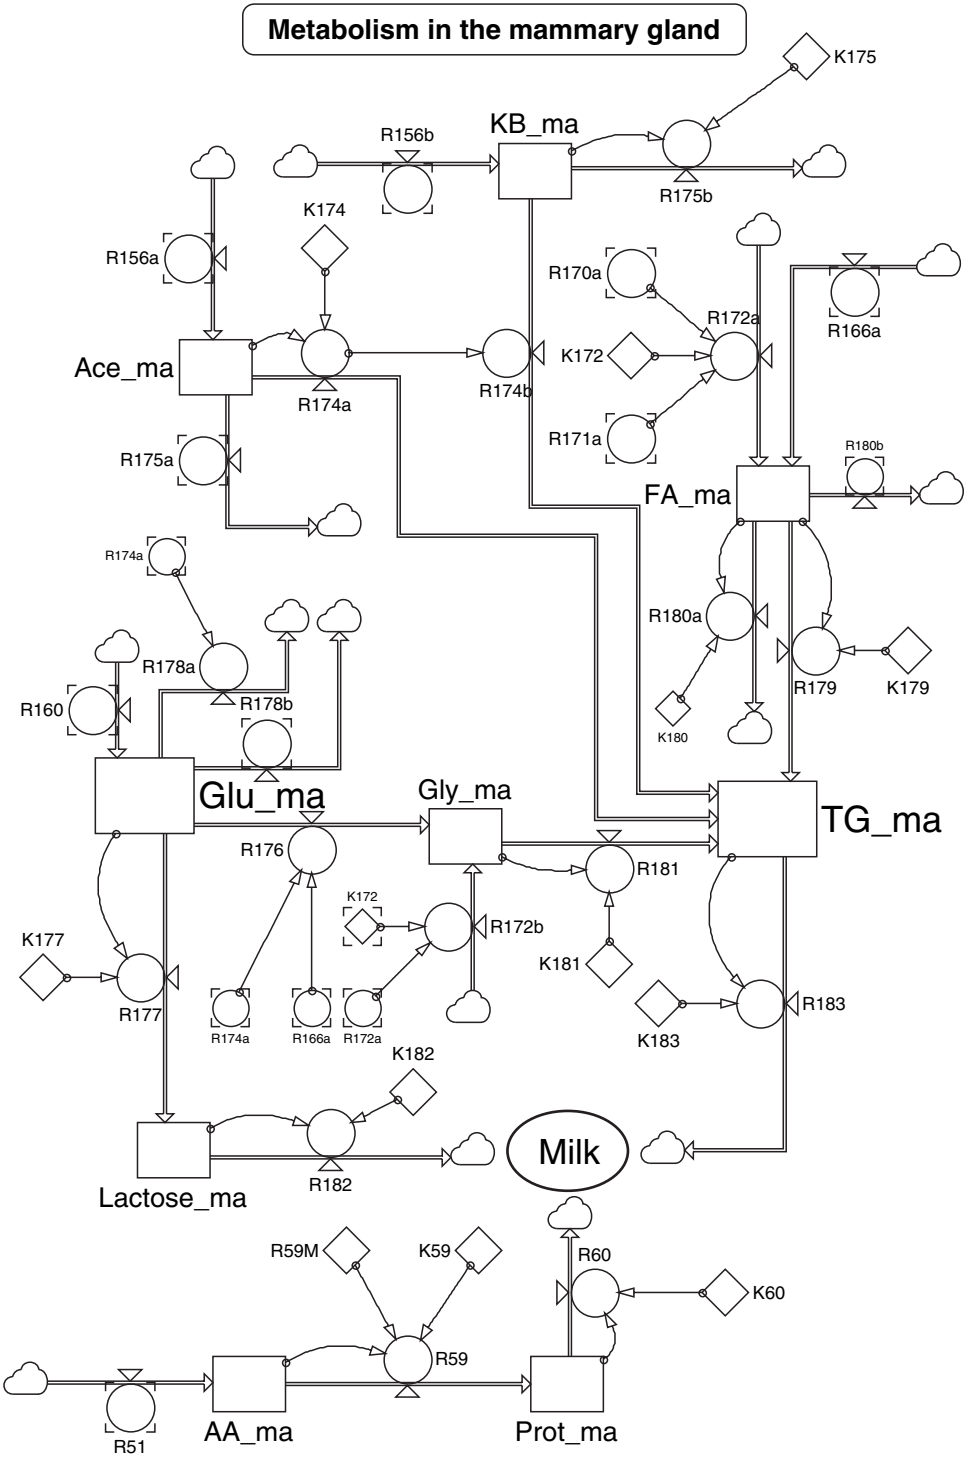 Metabolism in the mammary gland
K175
KB_ma
R156b
R175b
K174
R156a
R170a
R172a
R166a
K172
Ace_ma
R174a
R174b
R171a
R180b
R175a
FA_ma
R174a
R180a
R178a
R179
K179
R178b
R160
K180
Gly_ma
Glu_ma
TG_ma
R176
R181
K172
R172b
K177
K181
R183
R177
R174a
R166a
R172a
K183
K182
Milk
R182
Lactose_ma
R59M
K59
R60
K60
R59
AA_ma
Prot_ma
R51